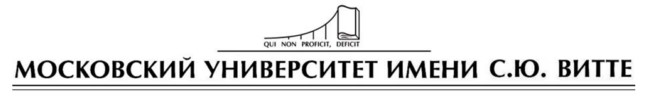 QUI NON PROFICIT, DEFICIT
МОСКОВСКИЙ УНИВЕРСИТЕТ ИМЕНИ С.Ю. ВИТТЕ